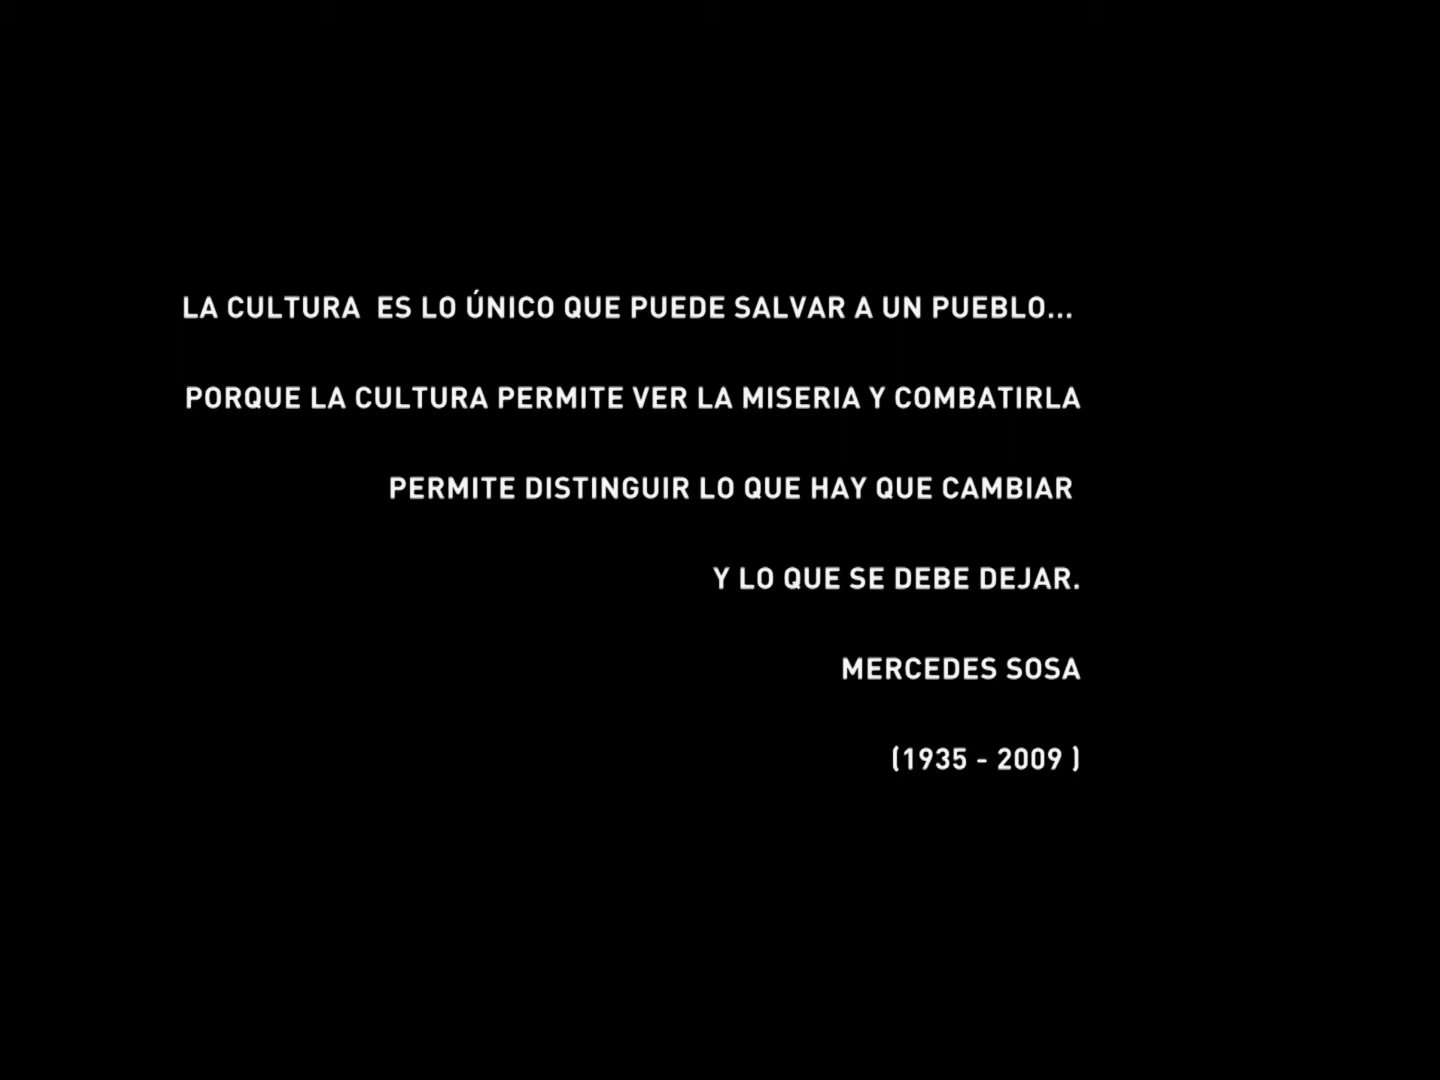 LA CULTURA  ES LO ÚNICO QUE PUEDE SALVAR A UN PUEBLO...
PORQUE LA CULTURA PERMITE VER LA MISERIA Y COMBATIRLA
PERMITE DISTINGUIR LO QUE HAY QUE CAMBIAR
Y LO QUE SE DEBE DEJAR.
MERCEDES SOSA
(1935 - 2009 )